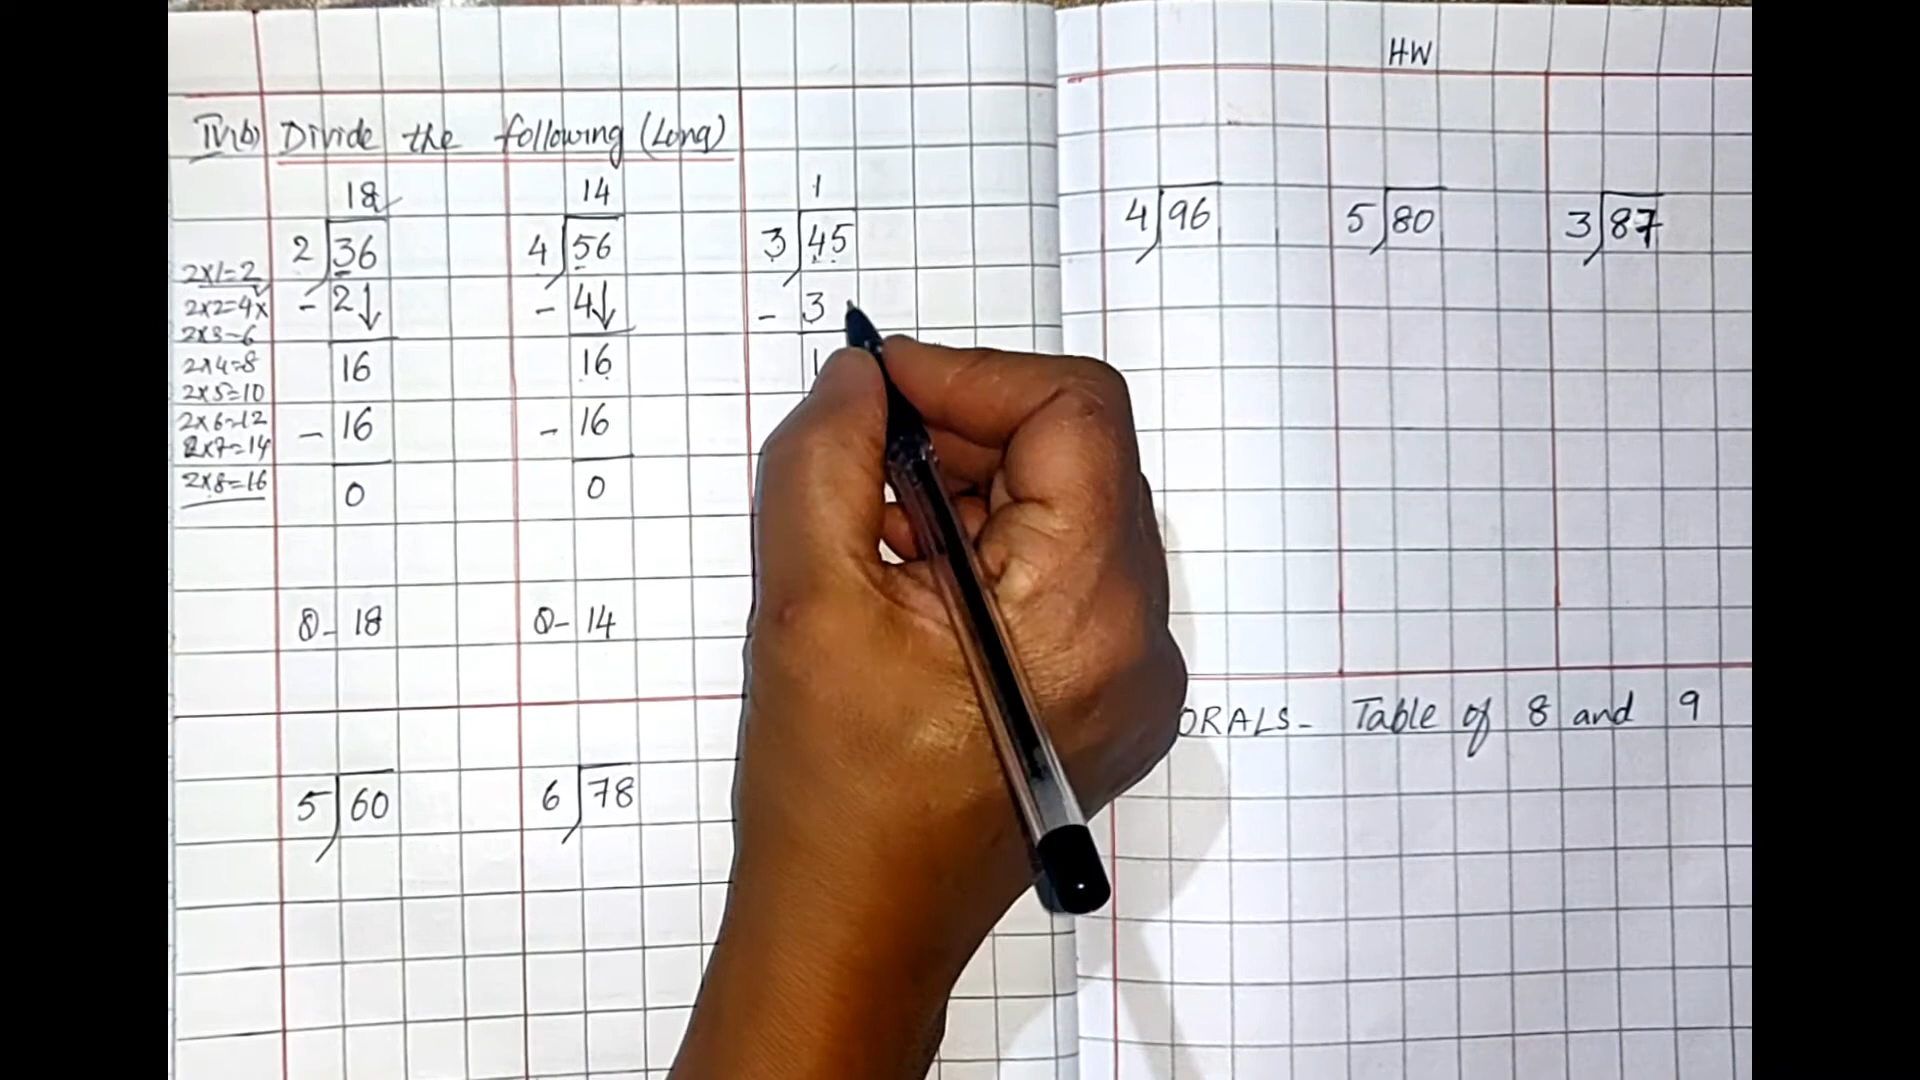 IV(b) Divide the following (Long)
18
2)36
- 2↓
16
- 16
0
Q- 18
2x1=2
2x2=4x
2x3=6
2x4=8
2x5=10
2x6=12
2x7=14
2x8=16
14
4)56
- 4↓
16
- 16
0
Q- 14
1
3)45
- 3
1
5)60
6)78
HW
4)96
5)80
3)87
ORALS- Table of 8 and 9